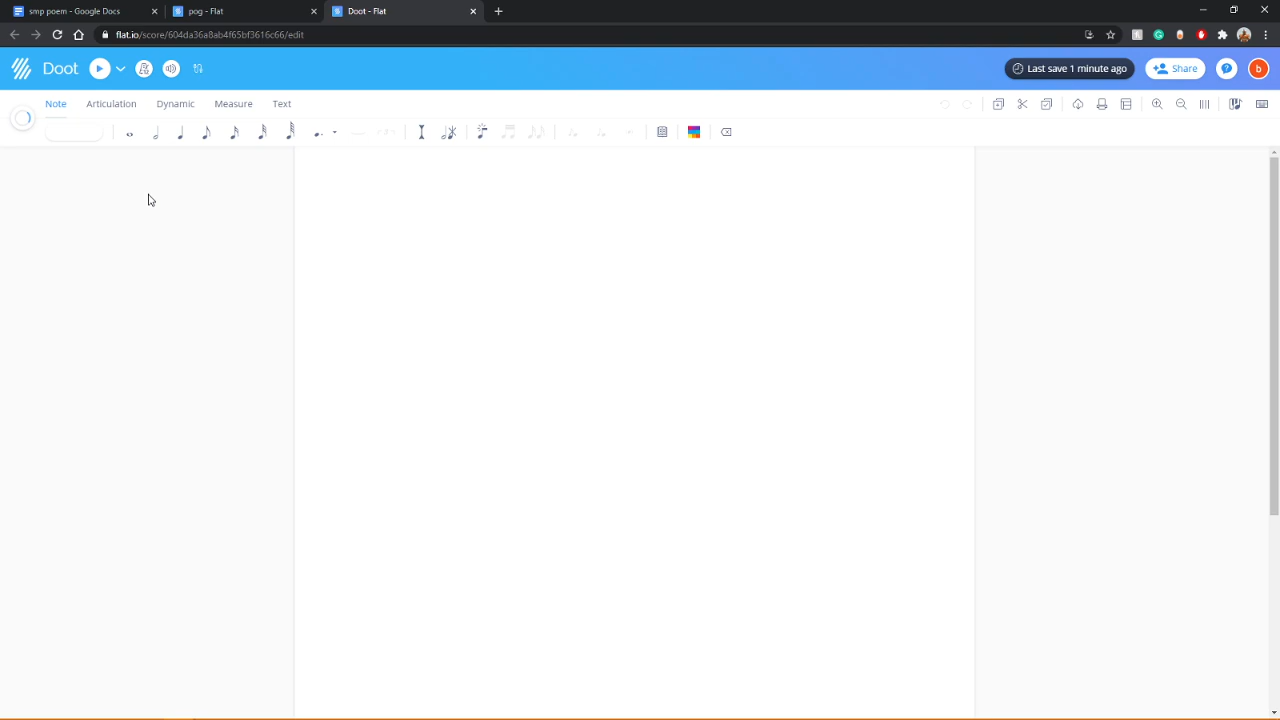 smp poem - Google Docs
pog - Flat
Doot - Flat
flat.io/score/604da36a8ab4f65bf3616c66/edit
Doot
Last save 1 minute ago
Share
b
Note
Articulation
Dynamic
Measure
Text